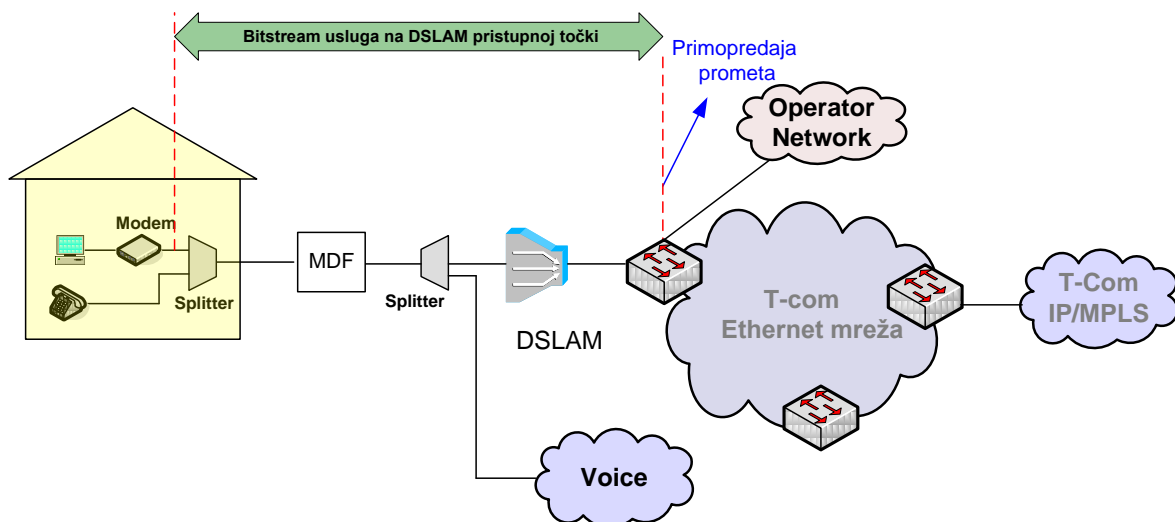 Bitstream usluga na DSLAM pristupnoj točki
Primopredaja
prometa
Operator
Network
Modem
Splitter
MDF
Splitter
DSLAM
T-com
Ethernet mreža
T-Com
IP/MPLS
Voice